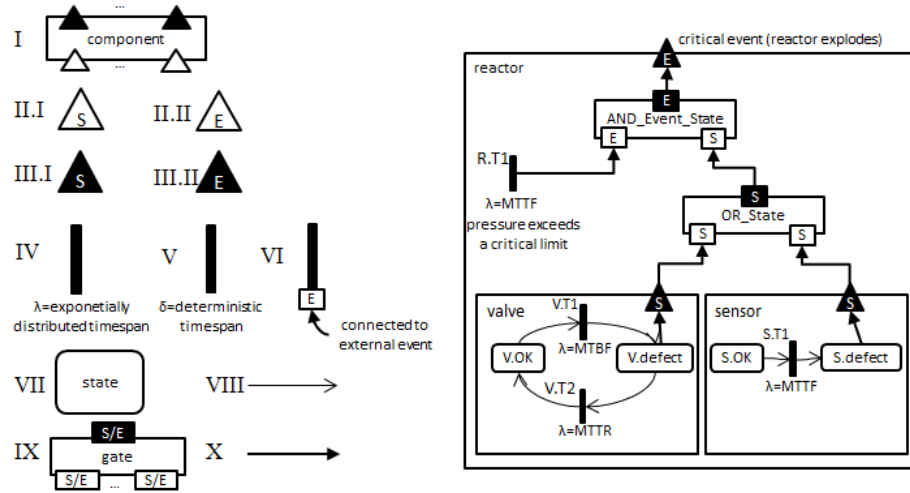 ...
I component
...
II.I S II.II E
III.I S III.II E
IV V VI
E
λ=exponetially
distributed timespan
δ=deterministic
timespan
connected to
external event
VII state VIII
IX S/E
gate
S/E ... S/E
X
critical event (reactor explodes)
E
reactor
E
AND_Event_State
E S
R.T1
λ=MTTF
pressure exceeds
a critical limit
S
OR_State
S S
S
valve
V.T1
λ=MTBF
V.OK V.defect
V.T2
λ=MTTR
S
sensor
S.T1
S.OK S.defect
λ=MTTF